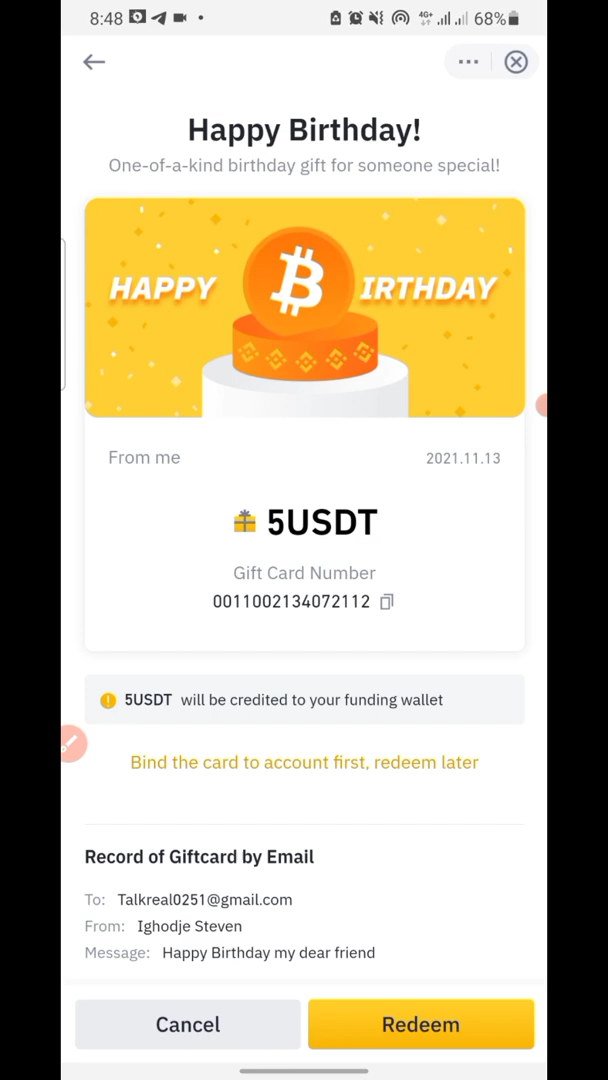 8:48 4G+ 68%
Happy Birthday!
One-of-a-kind birthday gift for someone special!
HAPPY ₿IRTHDAY
From me 2021.11.13
5USDT
Gift Card Number
0011002134072112
5USDT will be credited to your funding wallet
Bind the card to account first, redeem later
Record of Giftcard by Email
To: Talkreal0251@gmail.com
From: Ighodje Steven
Message: Happy Birthday my dear friend
Cancel Redeem